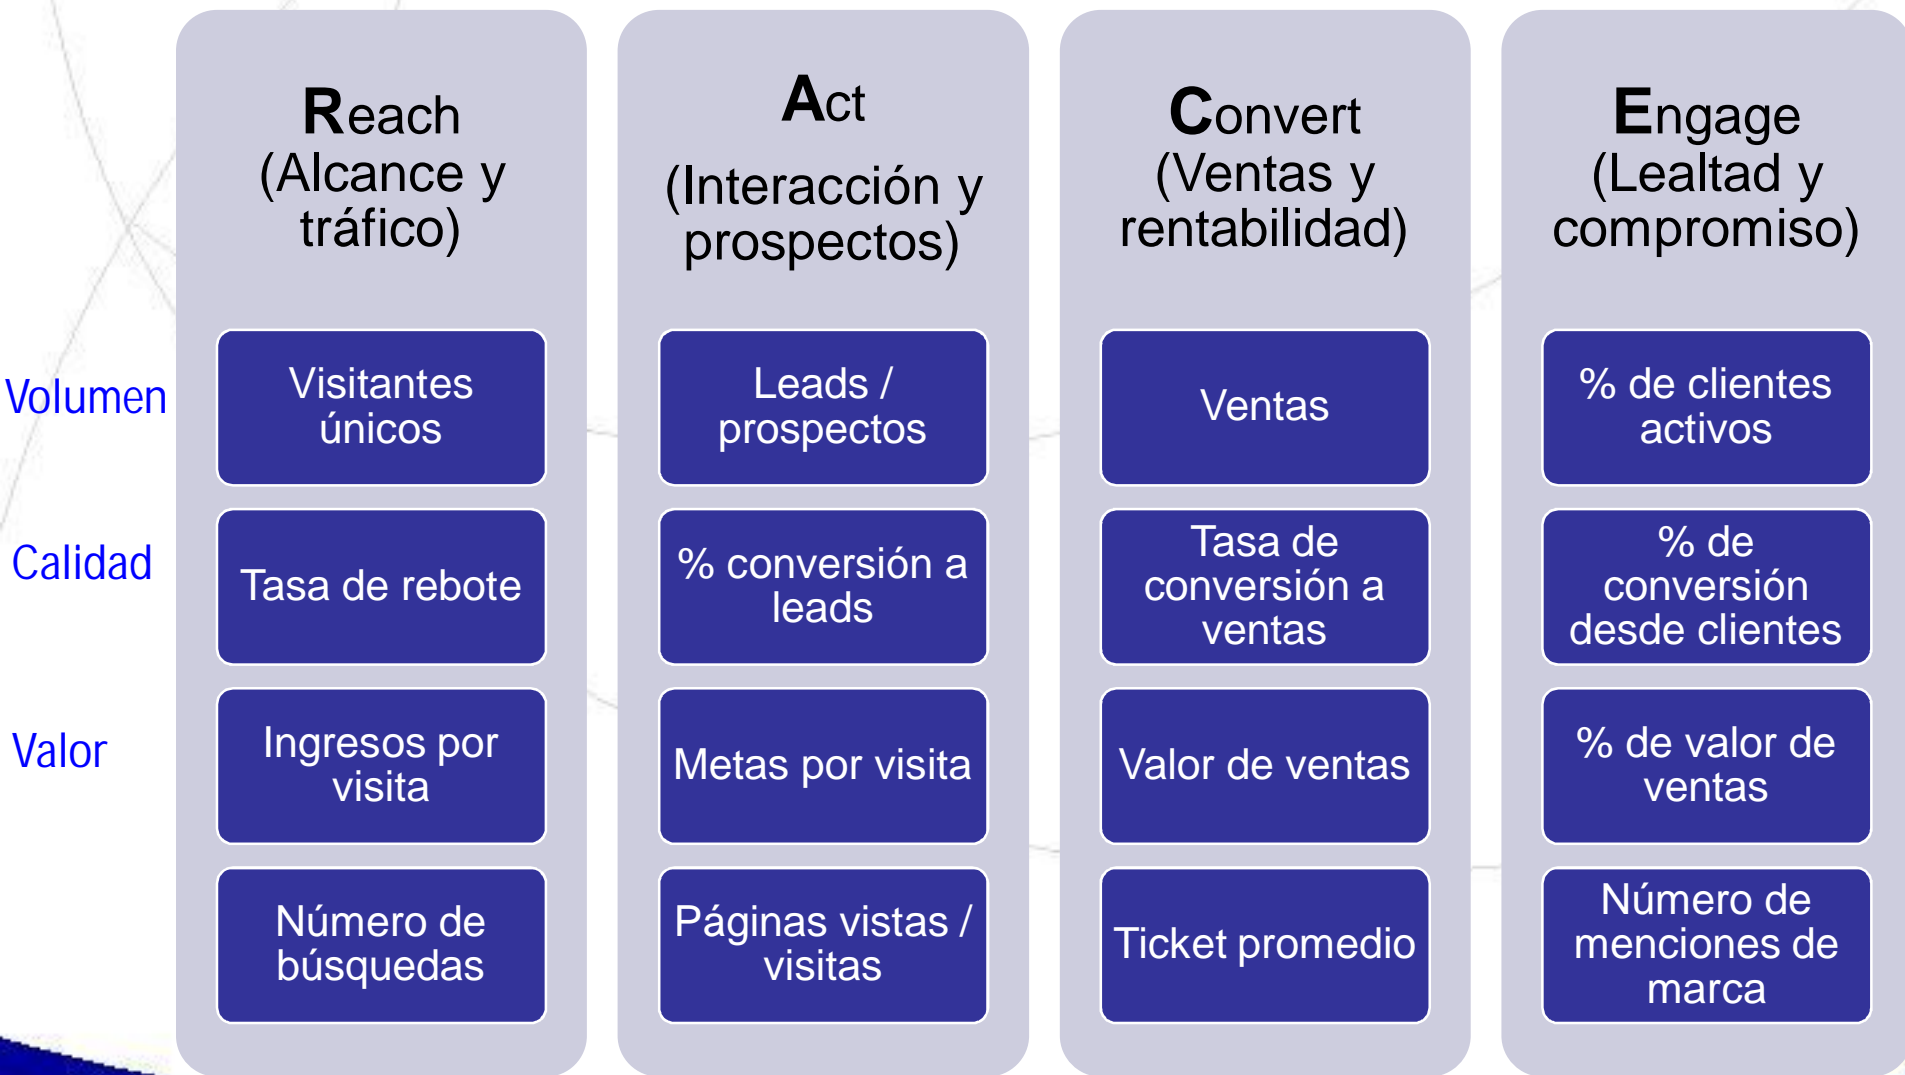 Reach
(Alcance y
tráfico)
Act
(Interacción y
prospectos)
Convert
(Ventas y
rentabilidad)
Engage
(Lealtad y
compromiso)
Volumen
Visitantes
únicos
Leads /
prospectos
Ventas
% de clientes
activos
Calidad
Tasa de rebote
% conversión a
leads
Tasa de
conversión a
ventas
% de
conversión
desde clientes
Valor
Ingresos por
visita
Metas por visita
Valor de ventas
% de valor de
ventas
Número de
búsquedas
Páginas vistas /
visitas
Ticket promedio
Número de
menciones de
marca